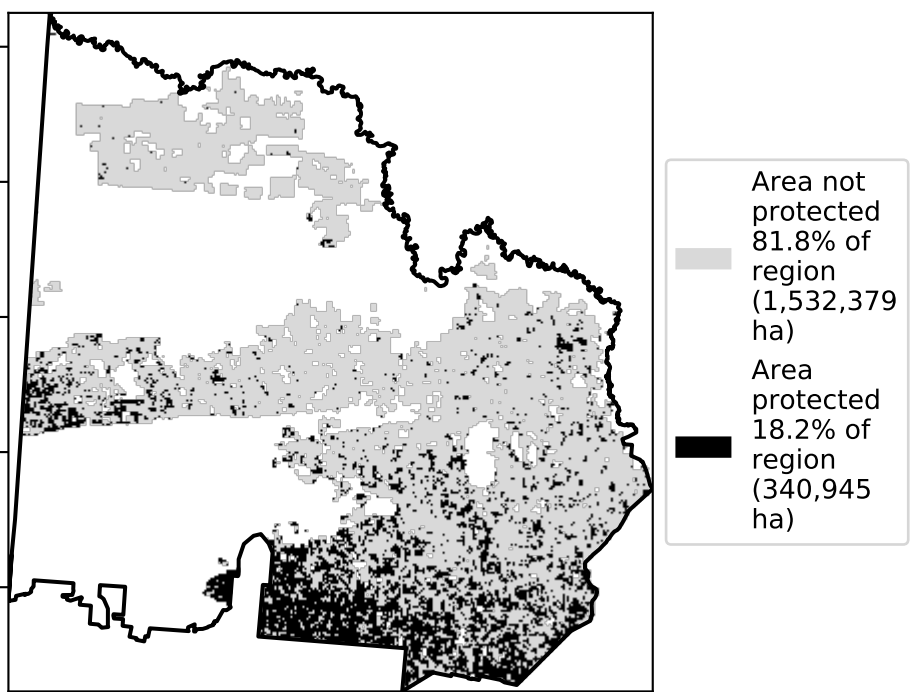 Area not
protected
81.8% of
region
(1,532,379
ha)
Area
protected
18.2% of
region
(340,945
ha)